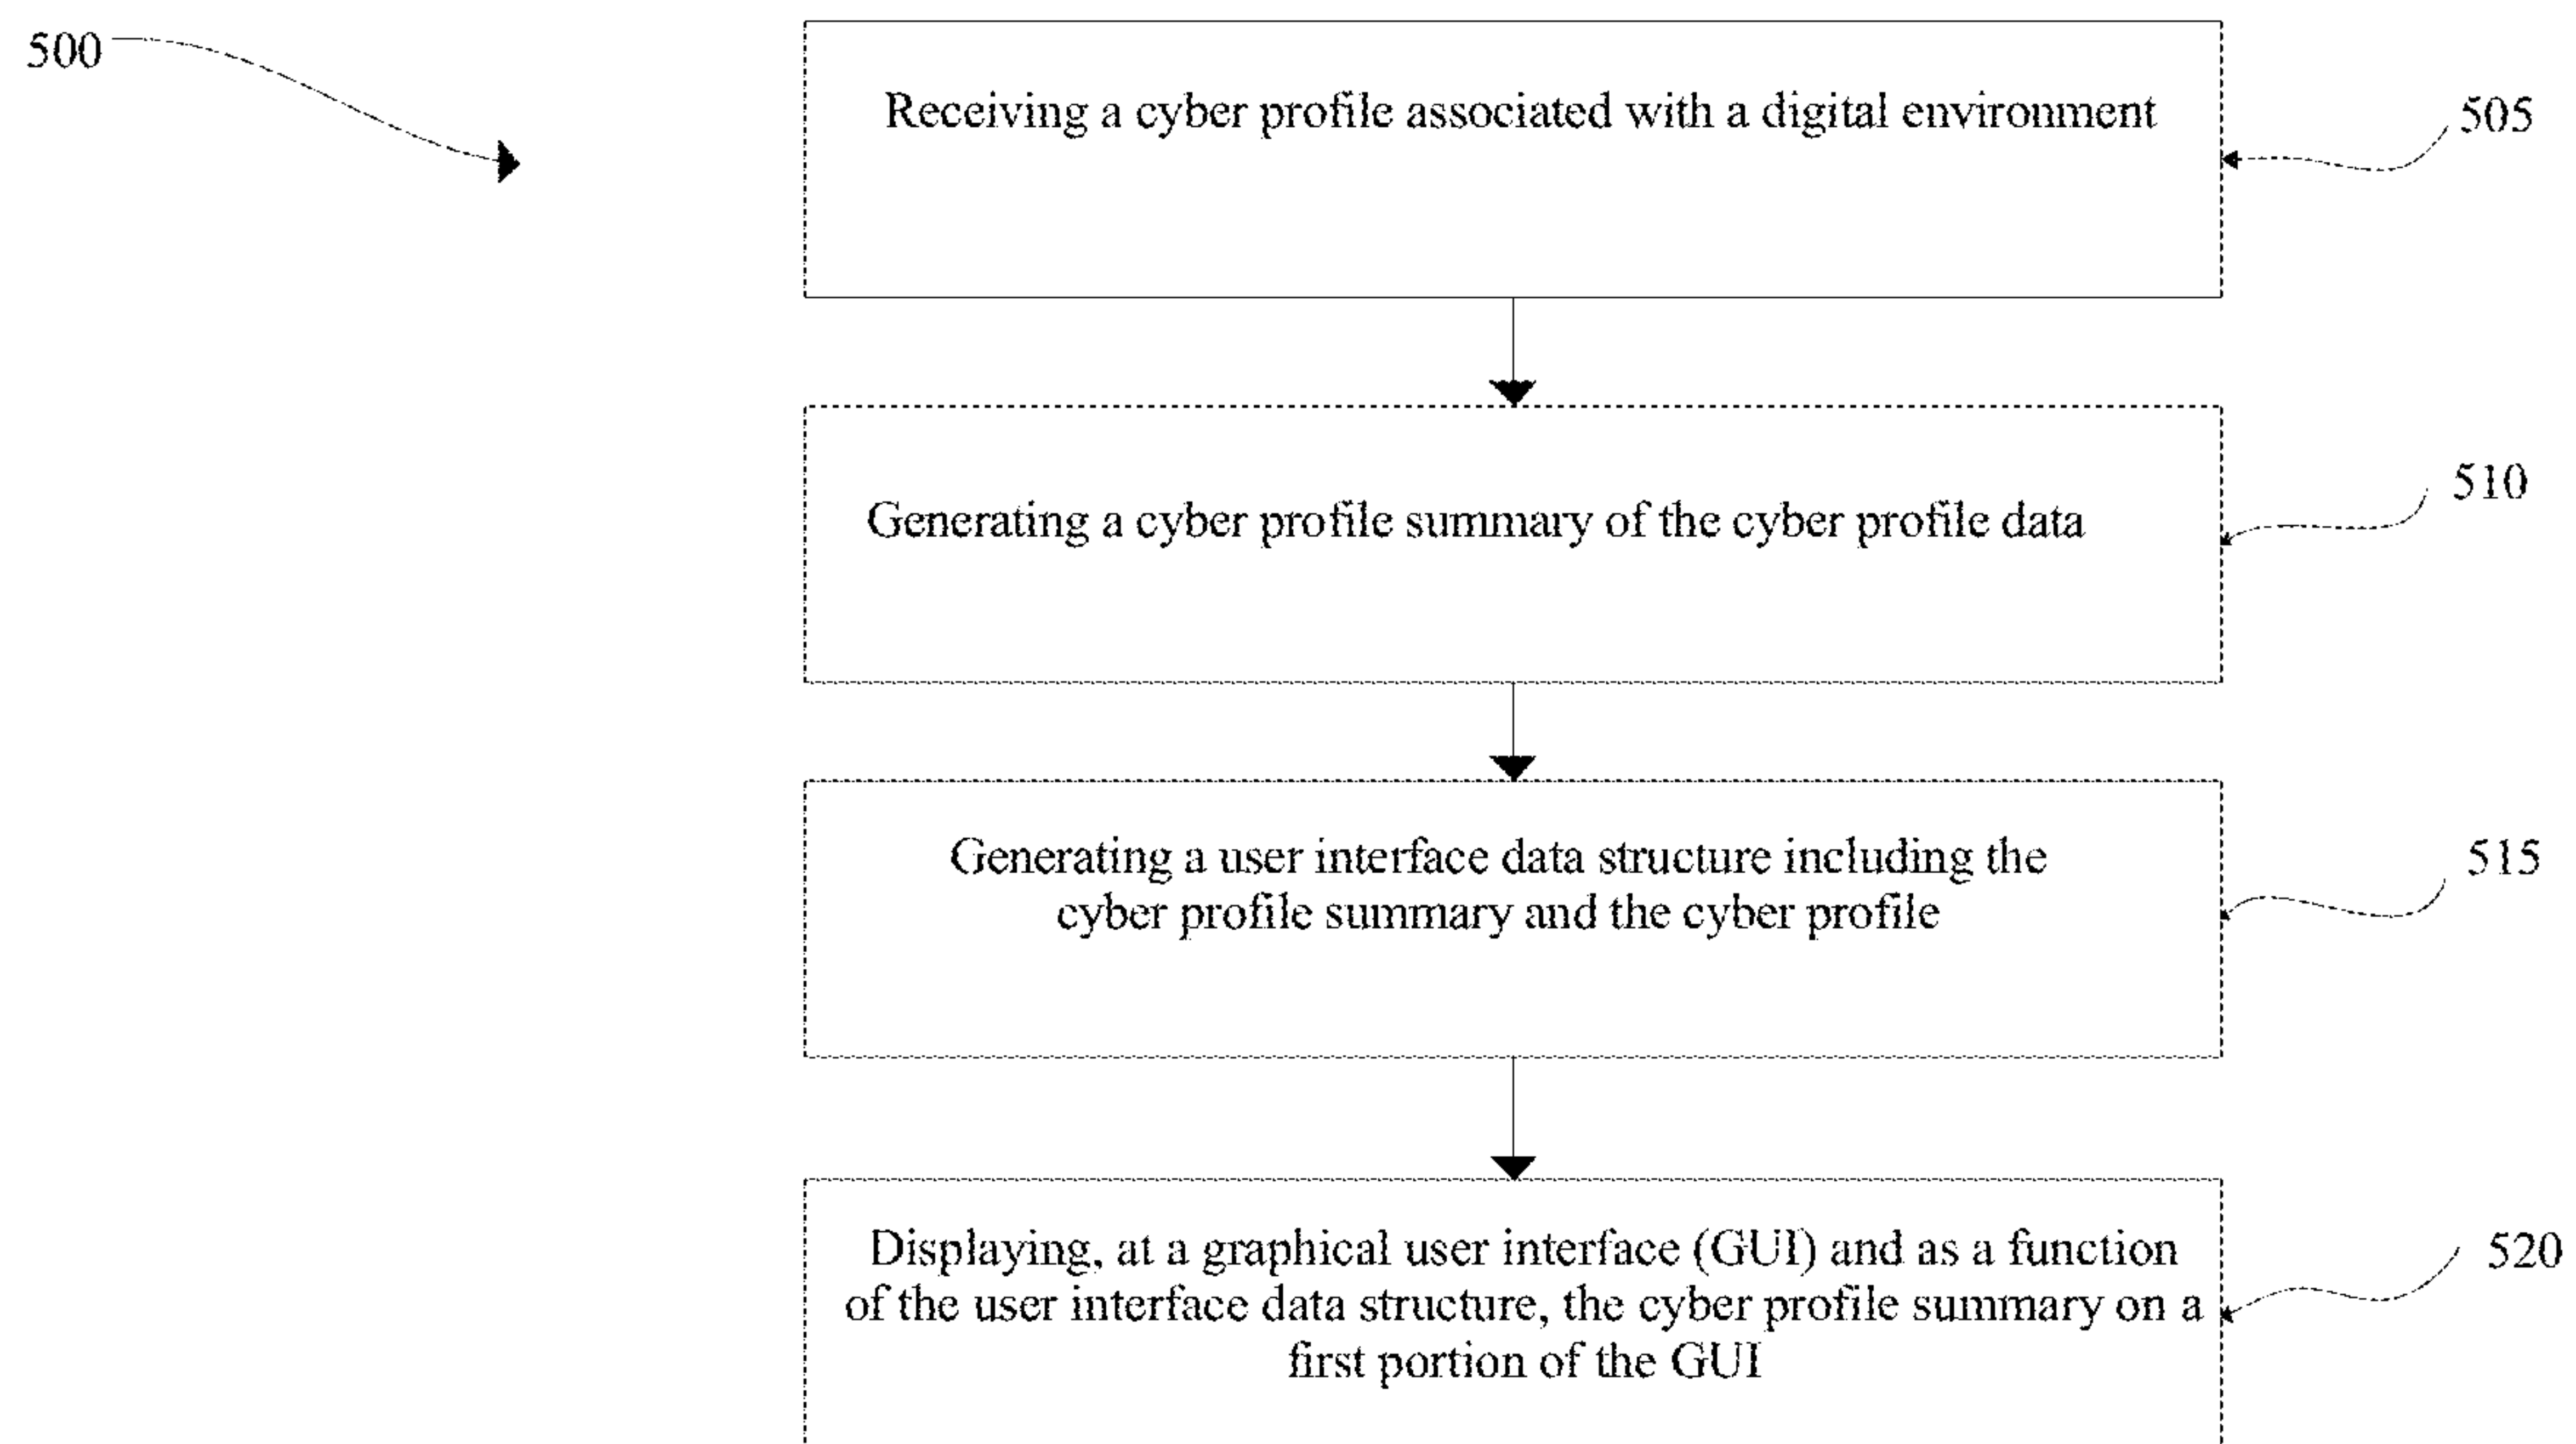 500
Receiving a cyber profile associated with a digital environment
505
Generating a cyber profile summary of the cyber profile data
510
Generating a user interface data structure including the
cyber profile summary and the cyber profile
515
Displaying, at a graphical user interface (GUI) and as a function
of the user interface data structure, the cyber profile summary on a
first portion of the GUI
520